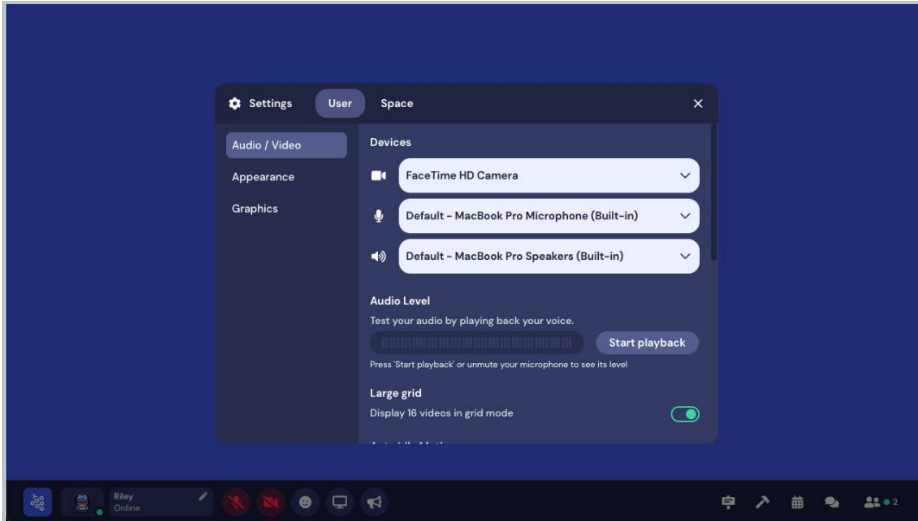 Settings User Space
Audio / Video
Appearance
Graphics
Devices
FaceTime HD Camera
Default - MacBook Pro Microphone (Built-in)
Default - MacBook Pro Speakers (Built-in)
Audio Level
Test your audio by playing back your voice.
Start playback
Press 'Start playback' or unmute your microphone to see its level
Large grid
Display 16 videos in grid mode
Riley
Online
2